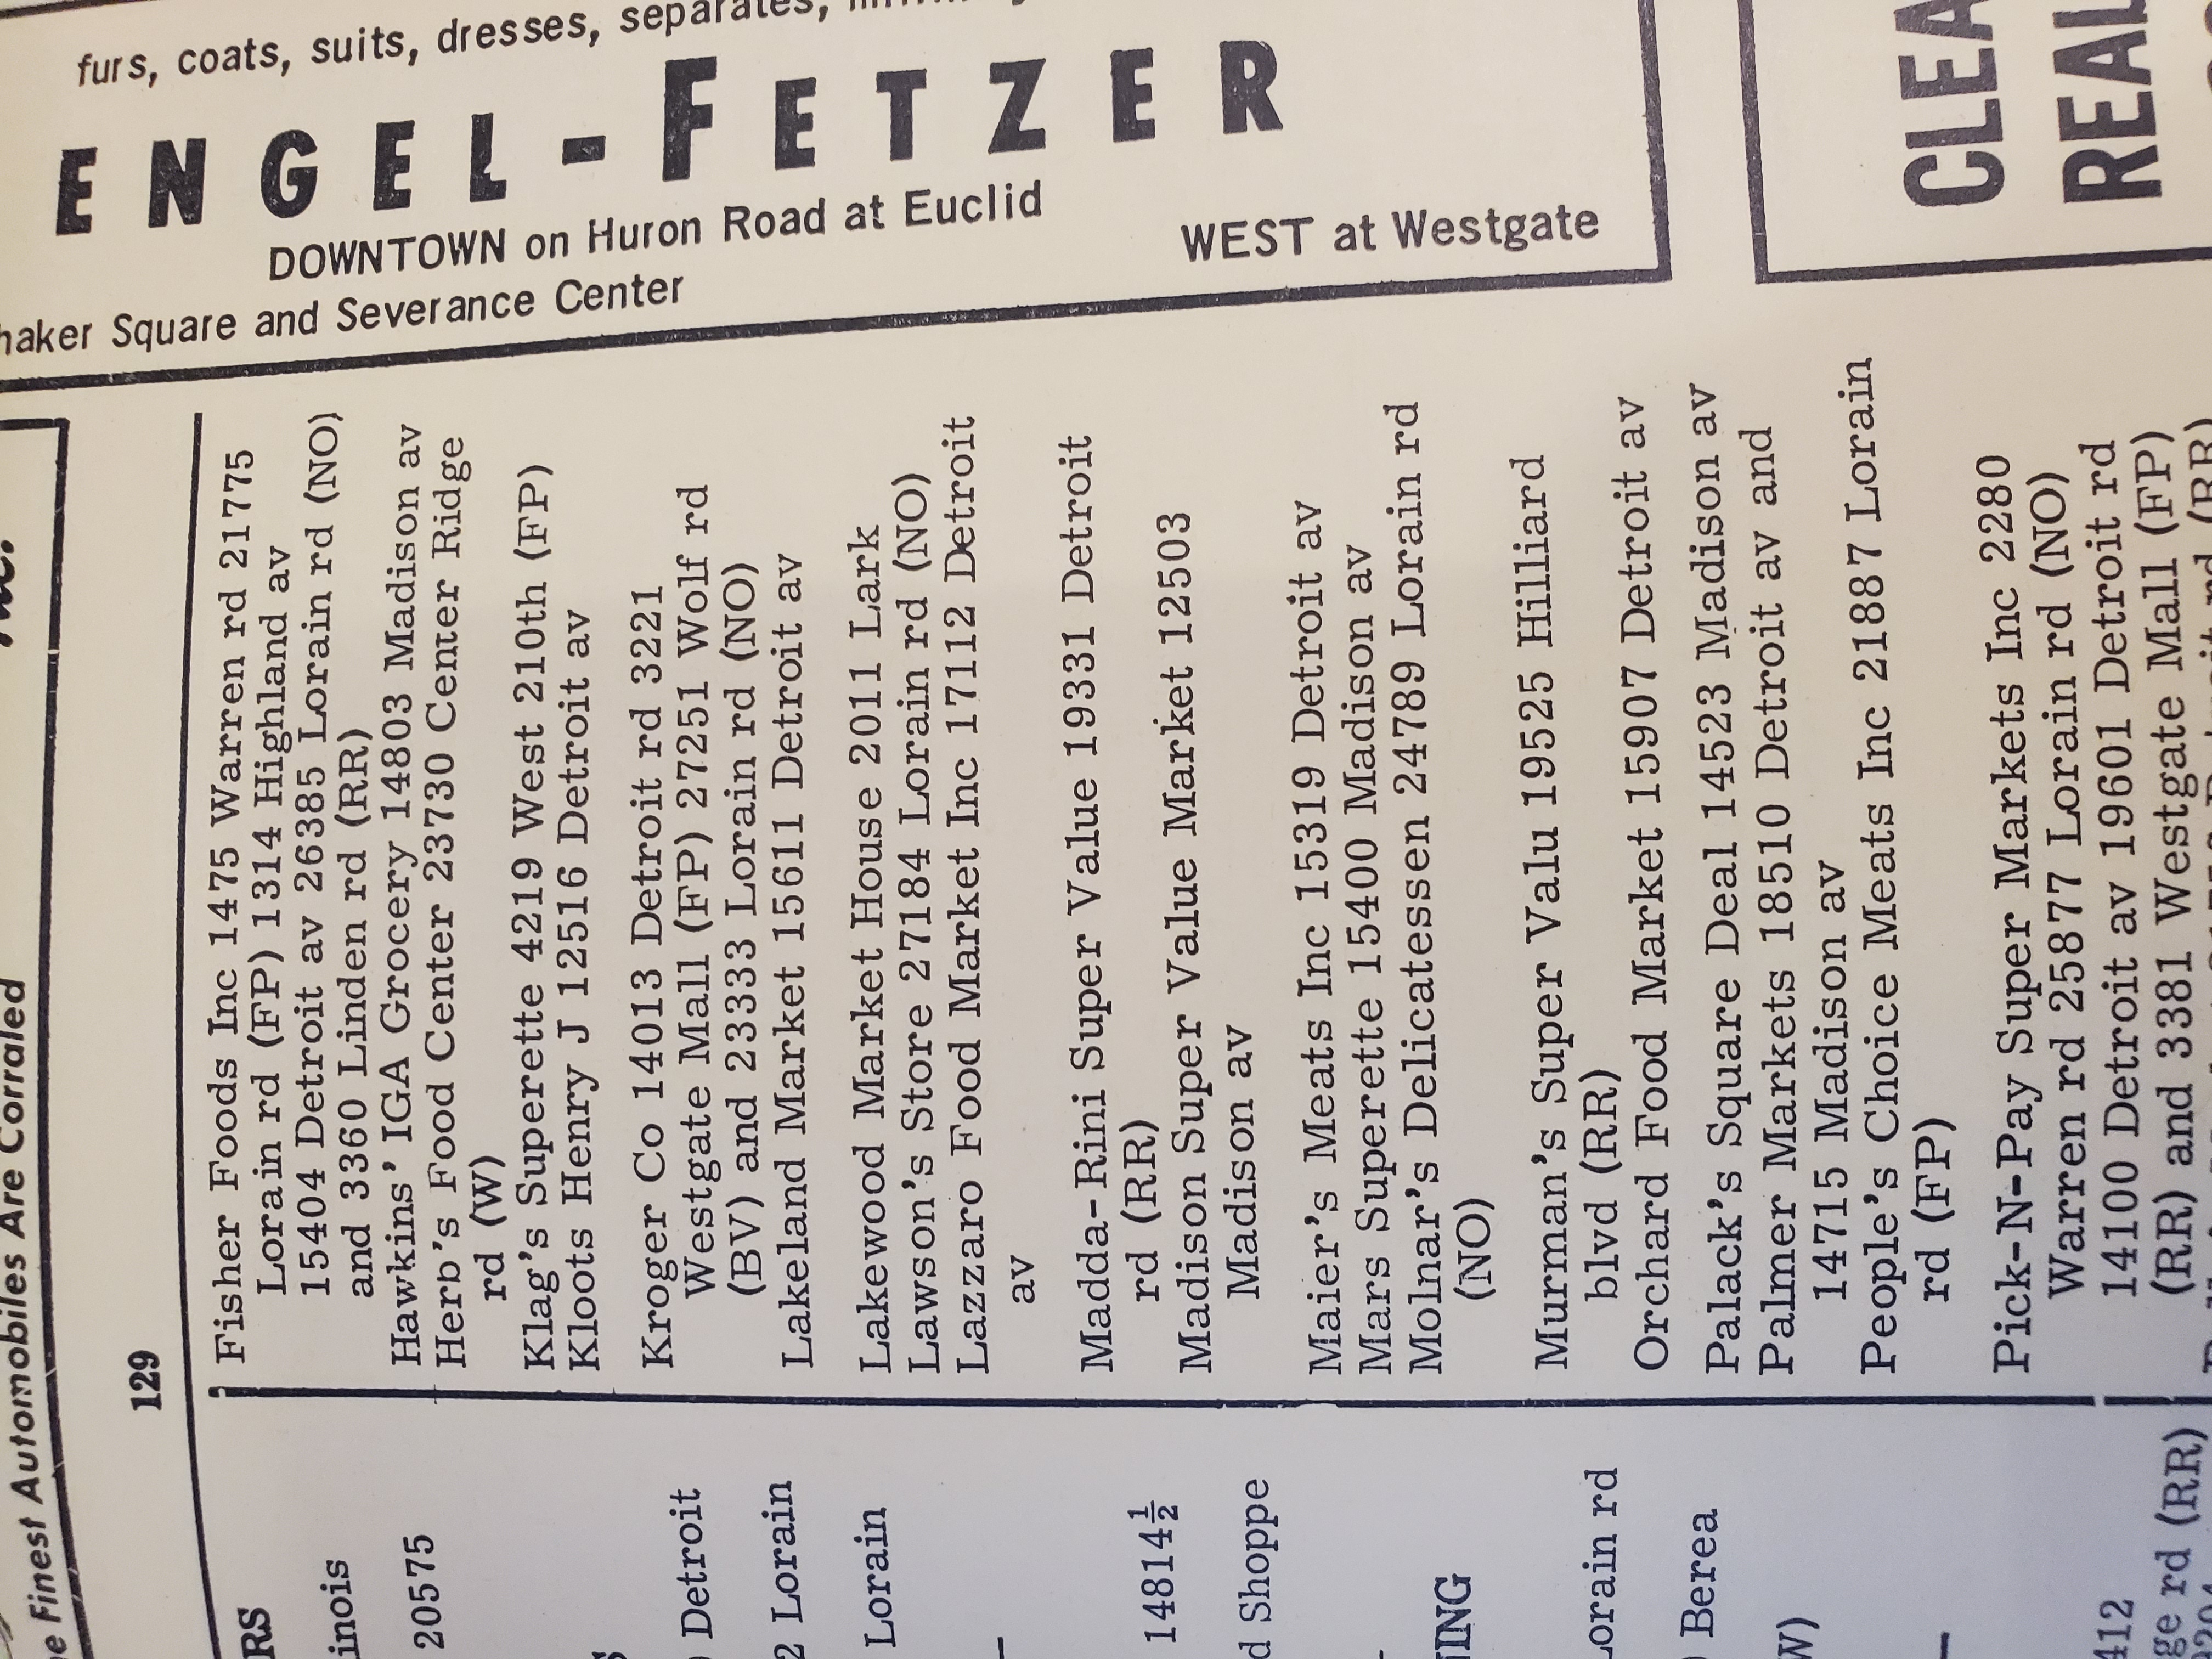 furs, coats, suits, dresses, separates,
ENGEL-FETZER
DOWNTOWN on Huron Road at Euclid
WEST at Westgate
Square and Severance Center
CLEA
REAL
Finest Automobiles Are Corraled
129
Fisher Foods Inc 1475 Warren rd 21775
Lorain rd (FP) 1314 Highland av
15404 Detroit av 26385 Lorain rd (NO)
and 3360 Linden rd (RR)
Hawkins' IGA Grocery 14803 Madison av
Herb's Food Center 23730 Center Ridge
rd (W)
Klag's Superette 4219 West 210th (FP)
Kloots Henry J 12516 Detroit av
Kroger Co 14013 Detroit rd 3221
Westgate Mall (FP) 27251 Wolf rd
(BV) and 23333 Lorain rd (NO)
Lakeland Market 15611 Detroit av
Lakewood Market House 2011 Lark
Lawson's Store 27184 Lorain rd (NO)
Lazzaro Food Market Inc 17112 Detroit
av
Madda-Rini Super Value 19331 Detroit
rd (RR)
Madison Super Value Market 12503
Madison av
Maier's Meats Inc 15319 Detroit av
Mars Superette 15400 Madison av
Molnar's Delicatessen 24789 Lorain rd
(NO)
Murman's Super Valu 19525 Hilliard
blvd (RR)
Orchard Food Market 15907 Detroit av
Palack's Square Deal 14523 Madison av
Palmer Markets 18510 Detroit av and
14715 Madison av
People's Choice Meats Inc 21887 Lorain
rd (FP)
Pick-N-Pay Super Markets Inc 2280
Warren rd 25877 Lorain rd (NO)
14100 Detroit av 19601 Detroit rd
(RR) and 3381 Westgate Mall (FP)
RS
inois
20575
Detroit
2 Lorain
Lorain
14814½
d Shoppe
ING
Lorain rd
Berea
W)
412
ge rd (RR)